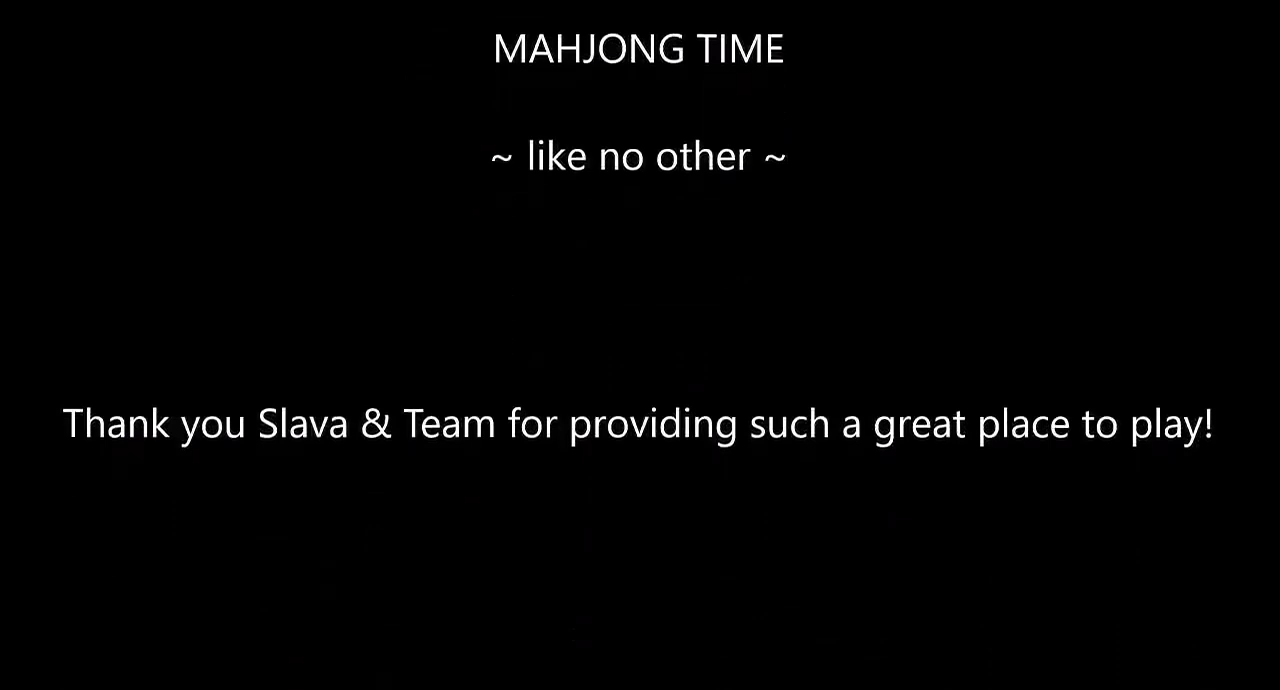 MAHJONG TIME
~ like no other ~
Thank you Slava & Team for providing such a great place to play!